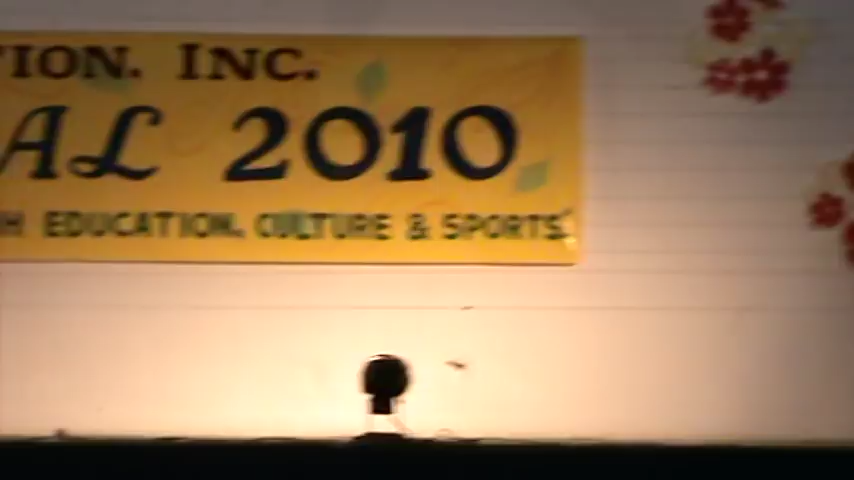 TION. INC.
AL 2010
H EDUCATION, CULTURE & SPORTS"